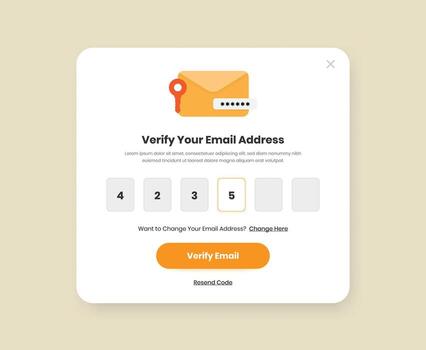 Verify Your Email Address
Lorem ipsum dolor sit amet, consectetuer adipiscing elit, sed diam nonummy nibh
euismod tincidunt ut laoreet dolore magna aliquam erat volutpat.
4 2 3 5
Want to Change Your Email Address? Change Here
Verify Email
Resend Code